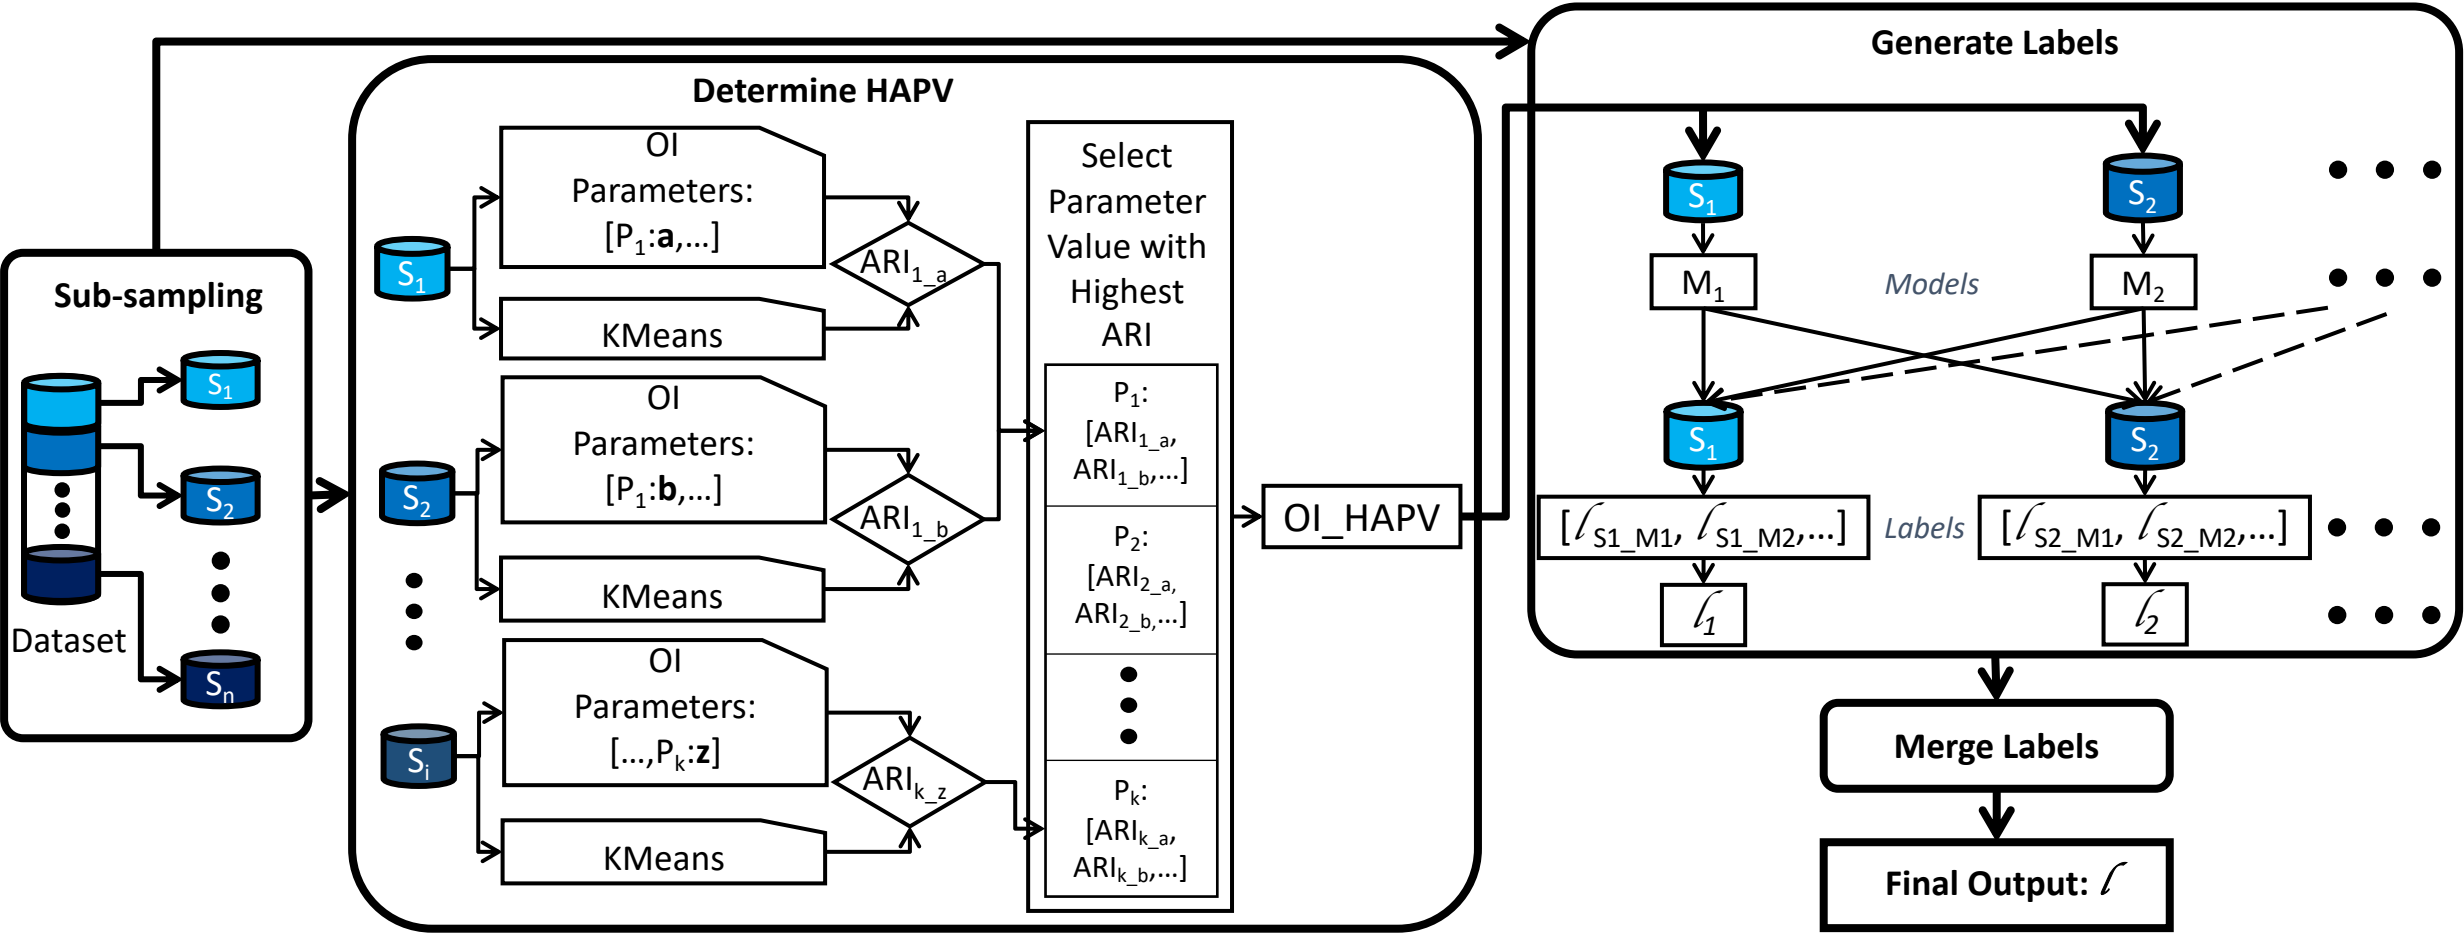 Sub-sampling
S1
S2
Sn
Dataset
Determine HAPV
S1
OI
Parameters:
[P1:a,...]
KMeans
ARI1_a
S2
OI
Parameters:
[P1:b,...]
KMeans
ARI1_b
Si
OI
Parameters:
[...,Pk:z]
KMeans
ARIk_z
Select
Parameter
Value with
Highest
ARI
P1:
[ARI1_a,
ARI1_b,...]
P2:
[ARI2_a,
ARI2_b,...]
Pk:
[ARIk_a,
ARIk_b,...]
OI_HAPV
Generate Labels
S1
S2
M1
Models
M2
S1
S2
[lS1_M1, lS1_M2,...]
Labels
[lS2_M1, lS2_M2,...]
l1
l2
Merge Labels
Final Output: l